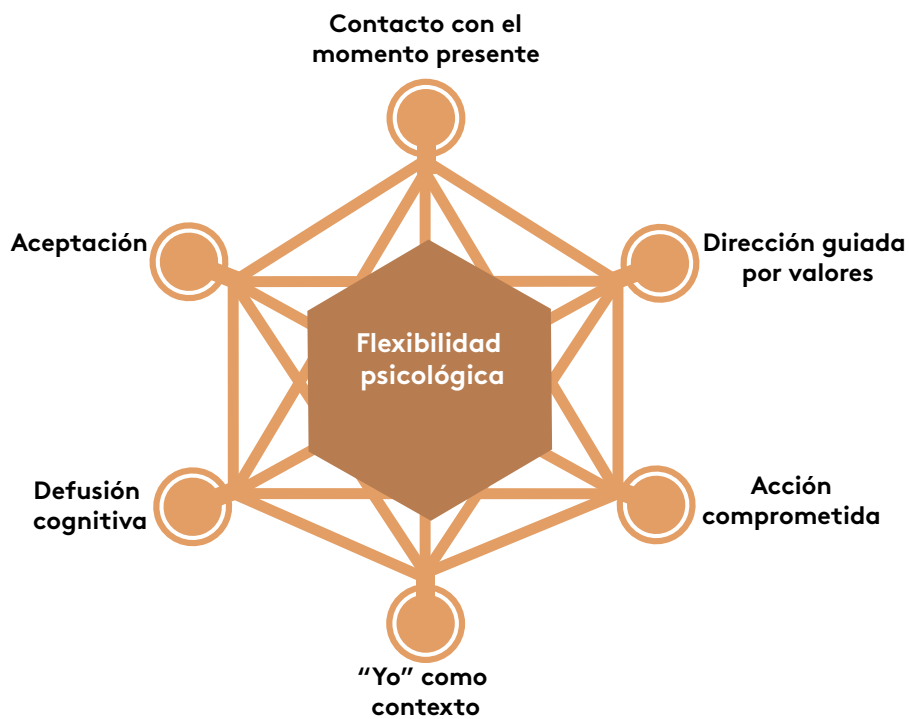 Contacto con el
momento presente
Aceptación
Dirección guiada
por valores
Flexibilidad
psicológica
Defusión
cognitiva
Acción
comprometida
“Yo” como
contexto